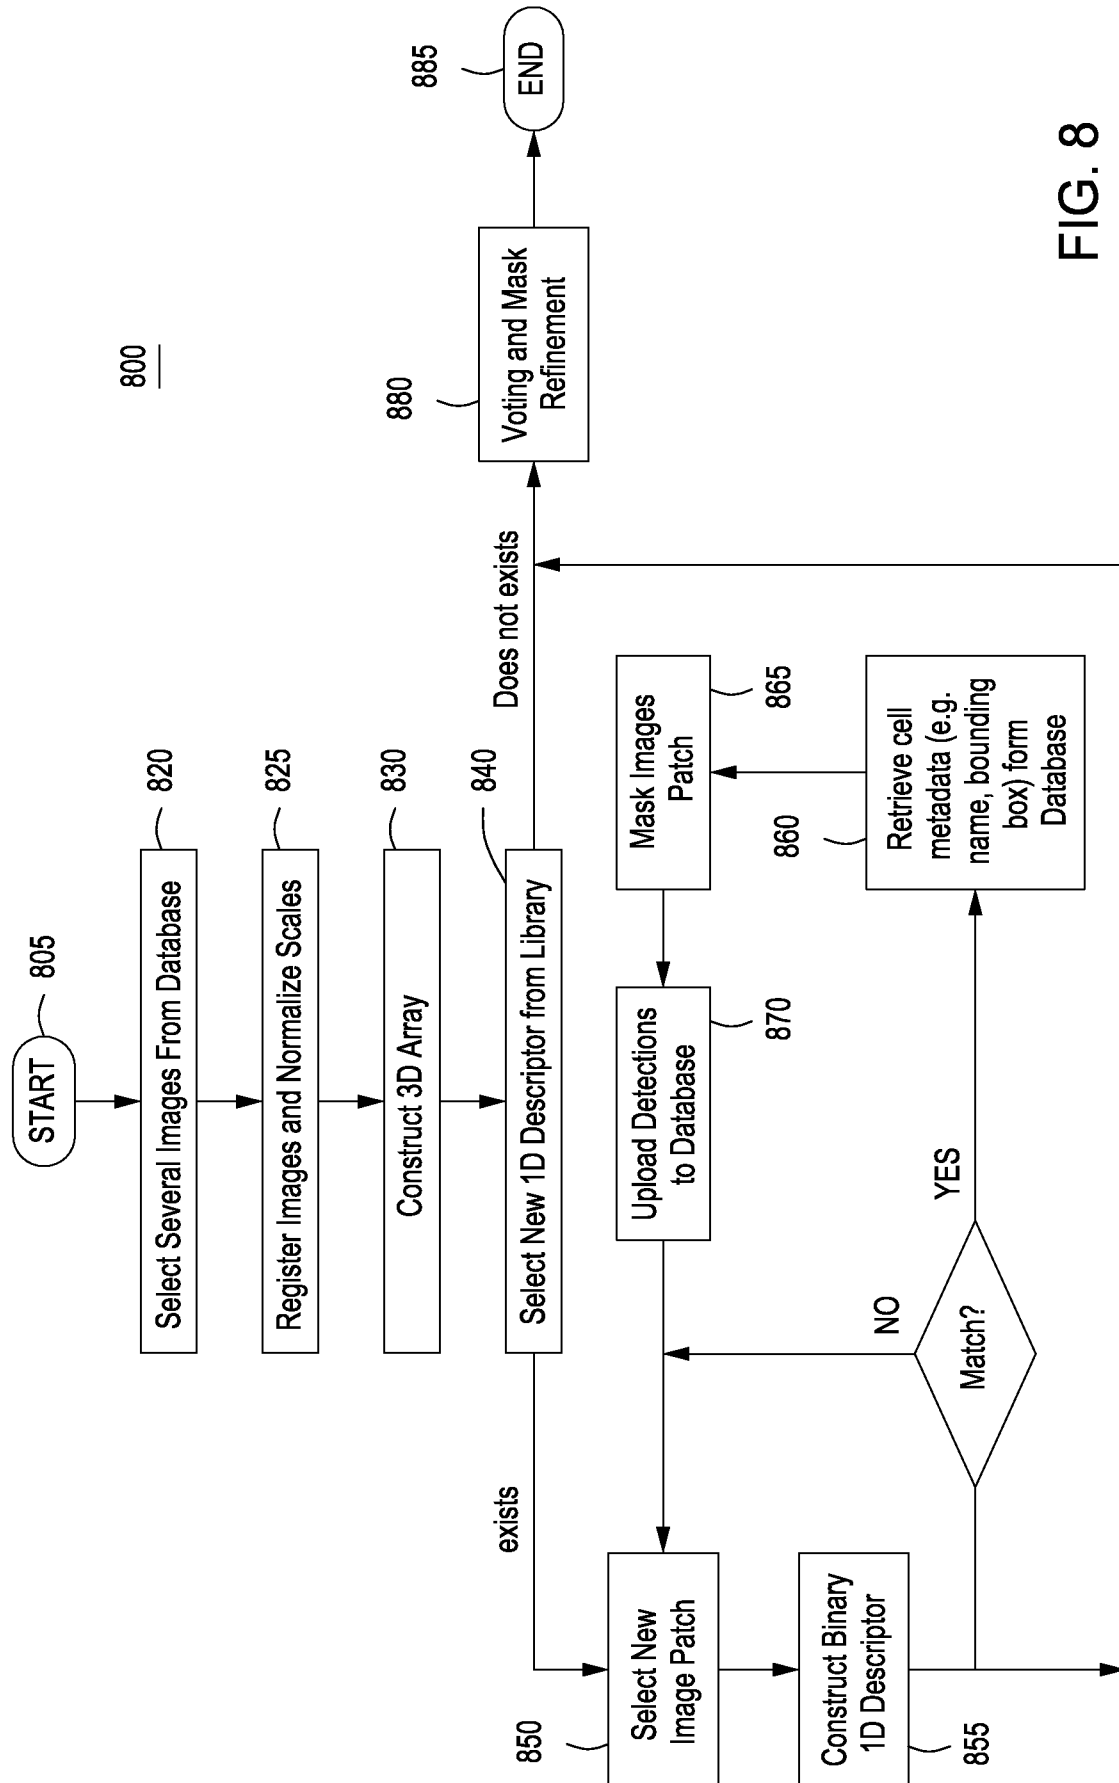 800
START
805
Select Several Images From Database
820
Register Images and Normalize Scales
825
Construct 3D Array
830
Select New 1D Descriptor from Library
840
exists
Does not exists
Voting and Mask
Refinement
880
END
885
Select New
Image Patch
850
Construct Binary
1D Descriptor
855
Match?
NO
YES
Retrieve cell
metadata (e.g.
name, bounding
box) form
Database
860
Mask Images
Patch
865
Upload Detections
to Database
870
FIG. 8